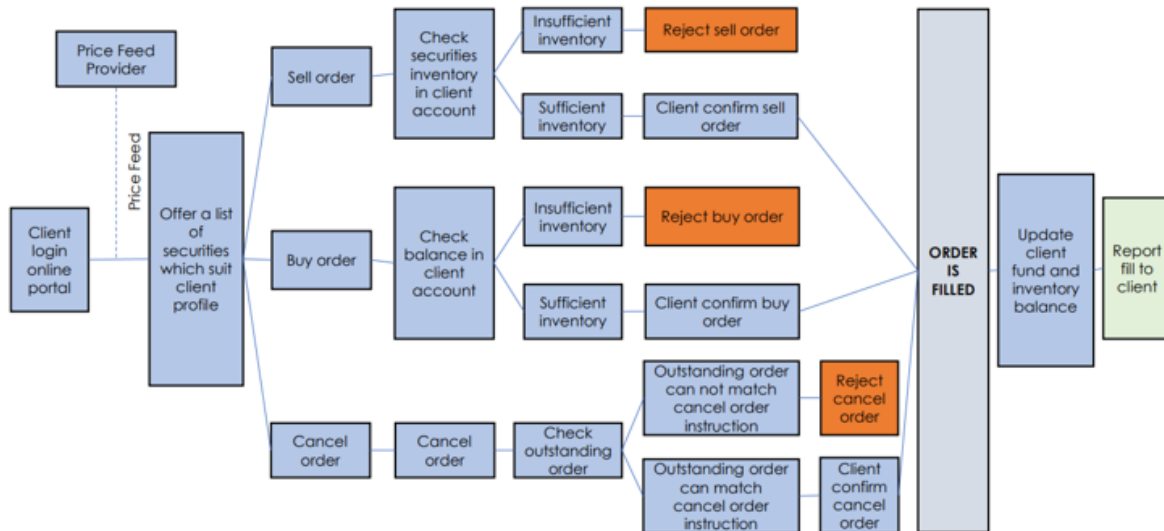 Price Feed
Provider
Price Feed
Client
login
online
portal
Offer a list
of
securities
which suit
client
profile
Sell order
Check
securities
inventory
in client
account
Insufficient
inventory
Reject sell order
Sufficient
inventory
Client confirm sell
order
Buy order
Check
balance in
client
account
Insufficient
inventory
Reject buy order
Sufficient
inventory
Client confirm buy
order
Cancel
order
Cancel
order
Check
outstanding
order
Outstanding order
can not match
cancel order
instruction
Reject
cancel
order
Outstanding order
can match
cancel order
instruction
Client
confirm
cancel
order
ORDER
IS
FILLED
Update
client
fund and
inventory
balance
Report
fill to
client